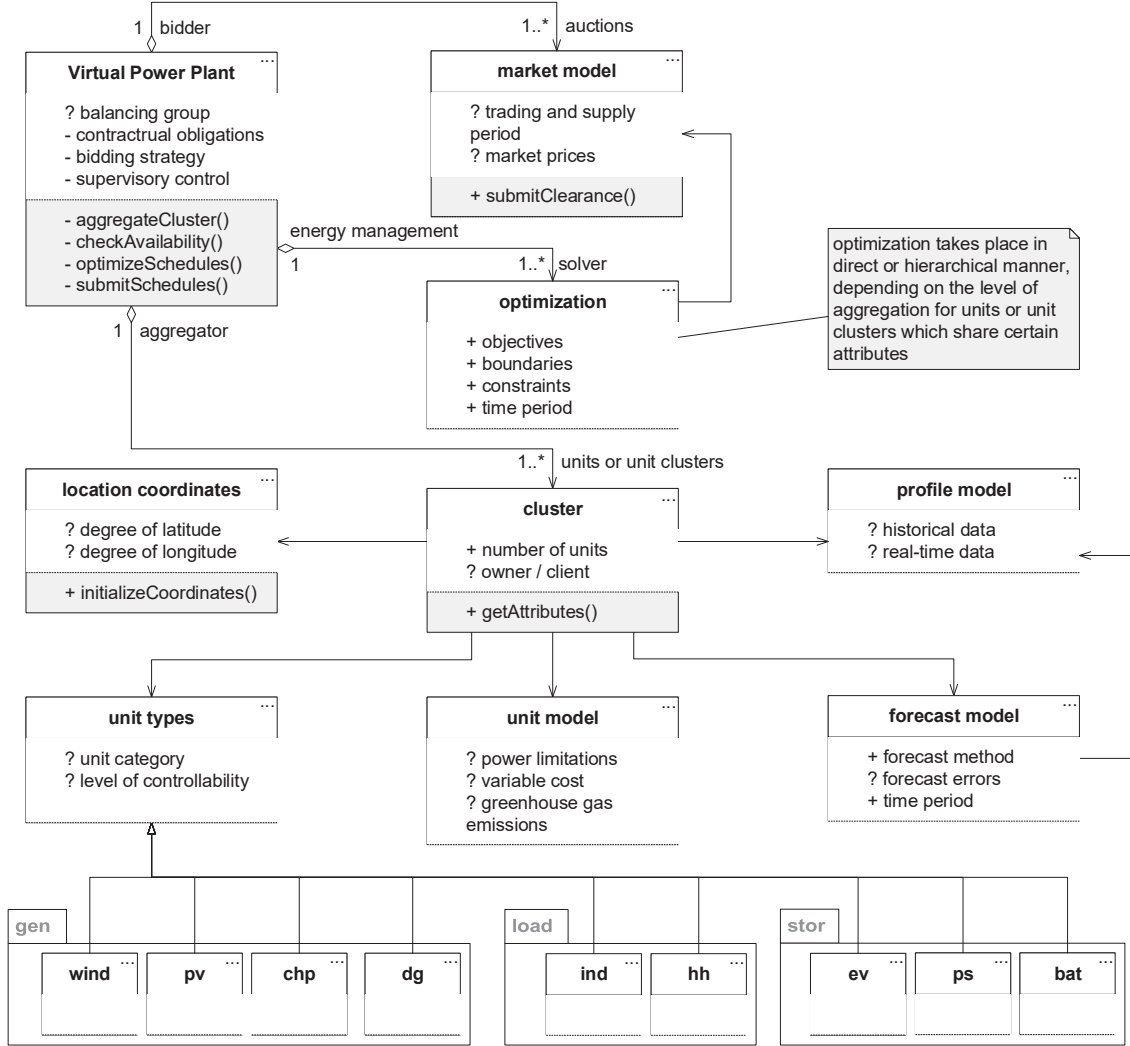 1 bidder
1..* auctions
Virtual Power Plant
...
? balancing group
- contractrual obligations
- bidding strategy
- supervisory control
- aggregateCluster()
- checkAvailability()
- optimizeSchedules()
- submitSchedules()
market model
...
? trading and supply
period
? market prices
+ submitClearance()
energy management
1
1..* solver
optimization
...
+ objectives
+ boundaries
+ constraints
+ time period
optimization takes place in
direct or hierarchical manner,
depending on the level of
aggregation for units or unit
clusters which share certain
attributes
1 aggregator
1..* units or unit clusters
location coordinates
...
? degree of latitude
? degree of longitude
+ initializeCoordinates()
cluster
...
+ number of units
? owner / client
+ getAttributes()
profile model
...
? historical data
? real-time data
unit types
...
? unit category
? level of controllability
unit model
...
? power limitations
? variable cost
? greenhouse gas
emissions
forecast model
...
+ forecast method
? forecast errors
+ time period
gen
wind ...
pv ...
chp ...
dg ...
load
ind ...
hh ...
stor
ev ...
ps ...
bat ...